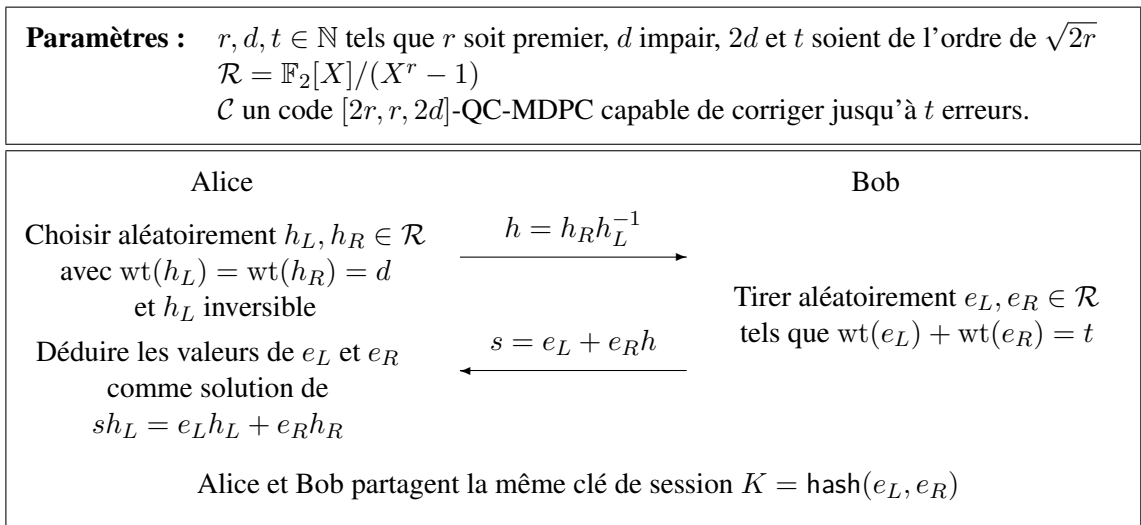 Paramètres : r, d, t ∈ ℕ tels que r soit premier, d impair, 2d et t soient de l'ordre de √2r
ℛ = 𝔽₂[X]/(Xʳ − 1)
𝒞 un code [2r, r, 2d]-QC-MDPC capable de corriger jusqu'à t erreurs.
Alice
Choisir aléatoirement h_L, h_R ∈ ℛ
avec wt(h_L) = wt(h_R) = d
et h_L inversible
h = h_R h_L^{-1}
Bob
Tirer aléatoirement e_L, e_R ∈ ℛ
tels que wt(e_L) + wt(e_R) = t
s = e_L + e_R h
Déduire les valeurs de e_L et e_R
comme solution de
sh_L = e_L h_L + e_R h_R
Alice et Bob partagent la même clé de session K = hash(e_L, e_R)